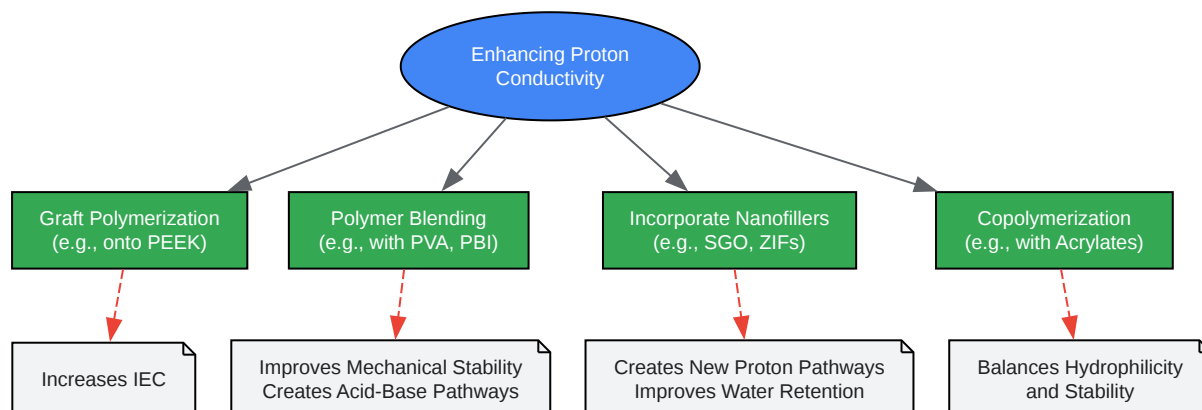 Enhancing Proton
Conductivity
Graft Polymerization
(e.g., onto PEEK)
Polymer Blending
(e.g., with PVA, PBI)
Incorporate Nanofillers
(e.g., SGO, ZIFs)
Copolymerization
(e.g., with Acrylates)
Increases IEC
Improves Mechanical Stability
Creates Acid-Base Pathways
Creates New Proton Pathways
Improves Water Retention
Balances Hydrophilicity
and Stability